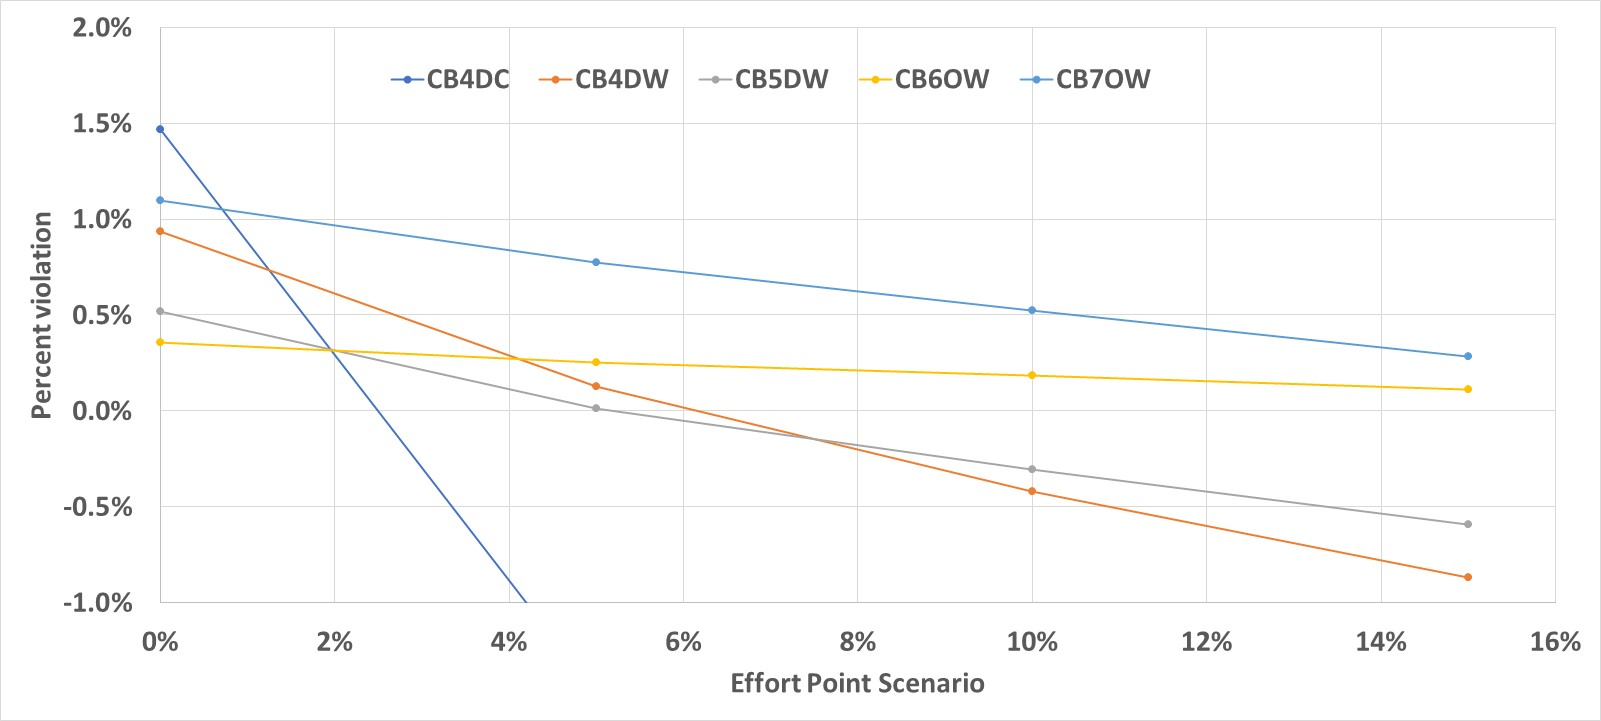 2.0%
CB4DC CB4DW CB5DW CB6OW CB7OW
1.5%
1.0%
0.5%
0.0%
-0.5%
-1.0%
Percent violation
0% 2% 4% 6% 8% 10% 12% 14% 16%
Effort Point Scenario